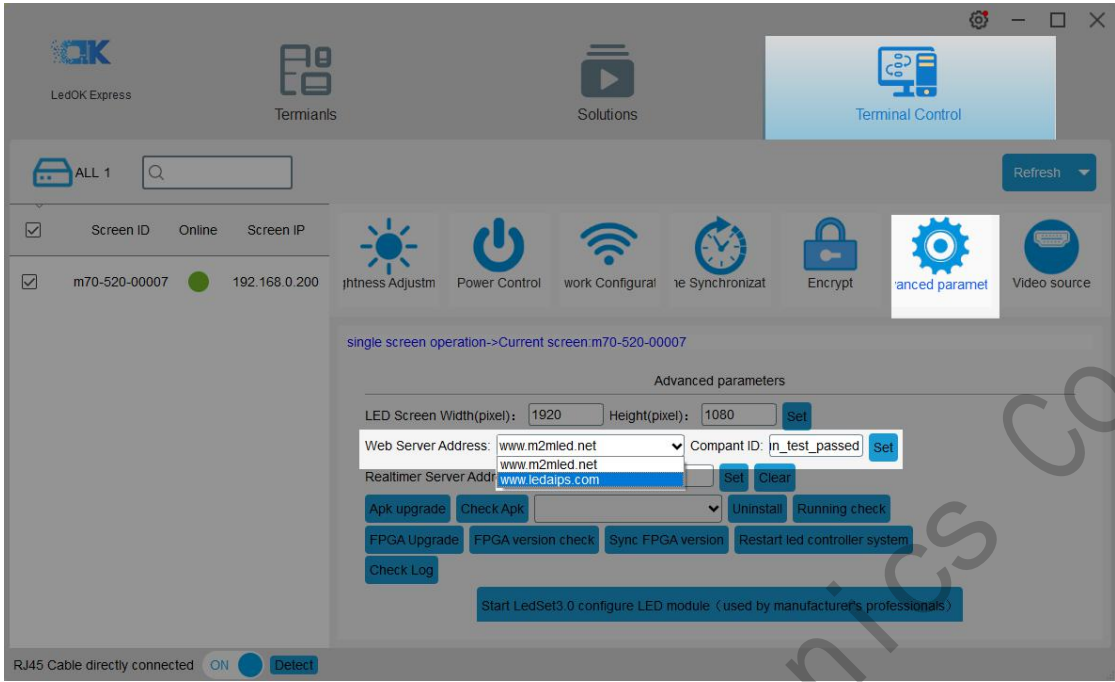 LedOK Express
Termianls
Solutions
Terminal Control
ALL 1
Refresh
Screen ID Online Screen IP
m70-520-00007 192.168.0.200
ghtness Adjustm Power Control work Configurat ne Synchronizat Encrypt vanced paramet Video source
single screen operation->Current screen:m70-520-00007
Advanced parameters
LED Screen Width(pixel): 1920 Height(pixel): 1080 Set
Web Server Address: www.m2mled.net Compant ID: in_test_passed Set
www.m2mled.net
www.ledaips.com
Realtimer Server Addr Set Clear
Apk upgrade Check Apk Uninstall Running check
FPGA Upgrade FPGA version check Sync FPGA version Restart led controller system
Check Log
Start LedSet3.0 configure LED module（used by manufacturer's professionals）
RJ45 Cable directly connected ON Detect
nics Co